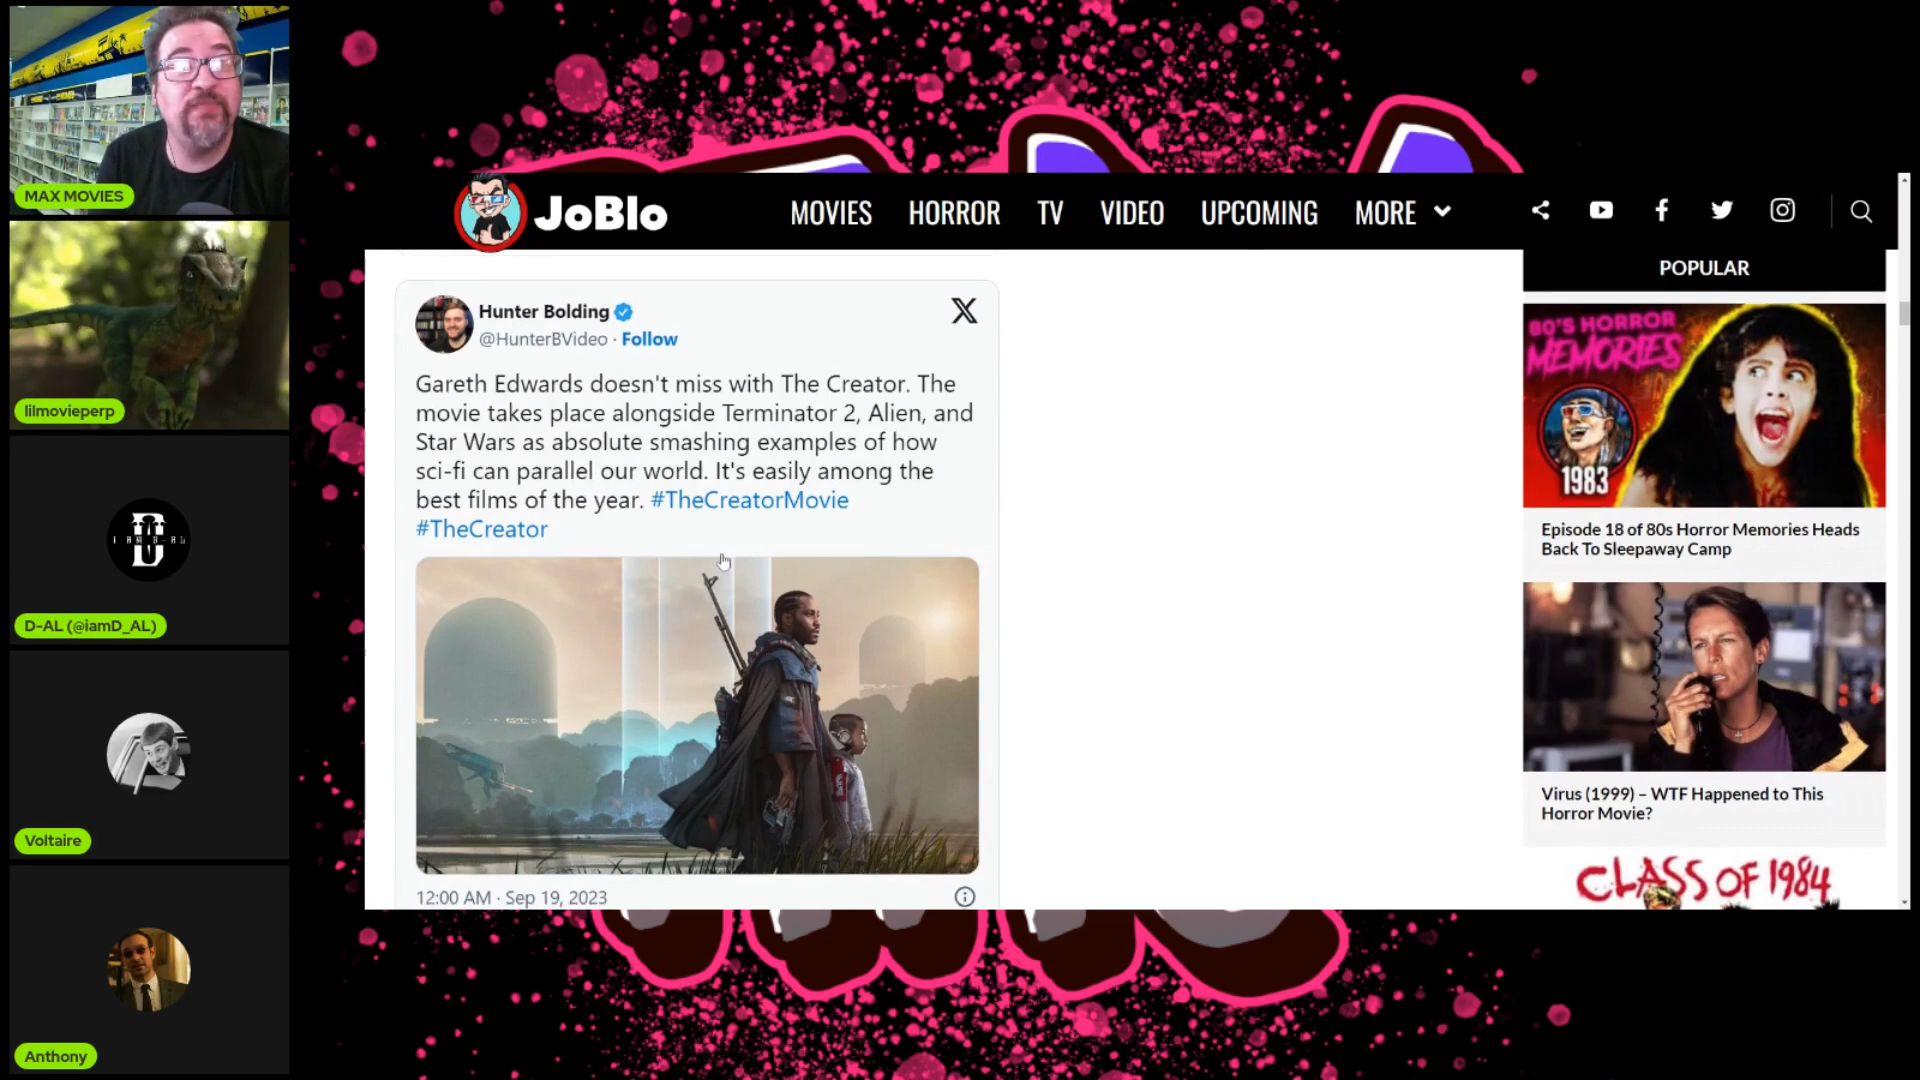 MAX MOVIES
lilmovieperp
I AM D-AL
D-AL (@iamD_AL)
Voltaire
Anthony
JoBlo
MOVIES HORROR TV VIDEO UPCOMING MORE
Hunter Bolding
@HunterBVideo · Follow
Gareth Edwards doesn't miss with The Creator. The
movie takes place alongside Terminator 2, Alien, and
Star Wars as absolute smashing examples of how
sci-fi can parallel our world. It's easily among the
best films of the year. #TheCreatorMovie
#TheCreator
12:00 AM · Sep 19, 2023
POPULAR
80'S HORROR
MEMORIES
1983
Episode 18 of 80s Horror Memories Heads
Back To Sleepaway Camp
Virus (1999) – WTF Happened to This
Horror Movie?
CLASS OF 1984